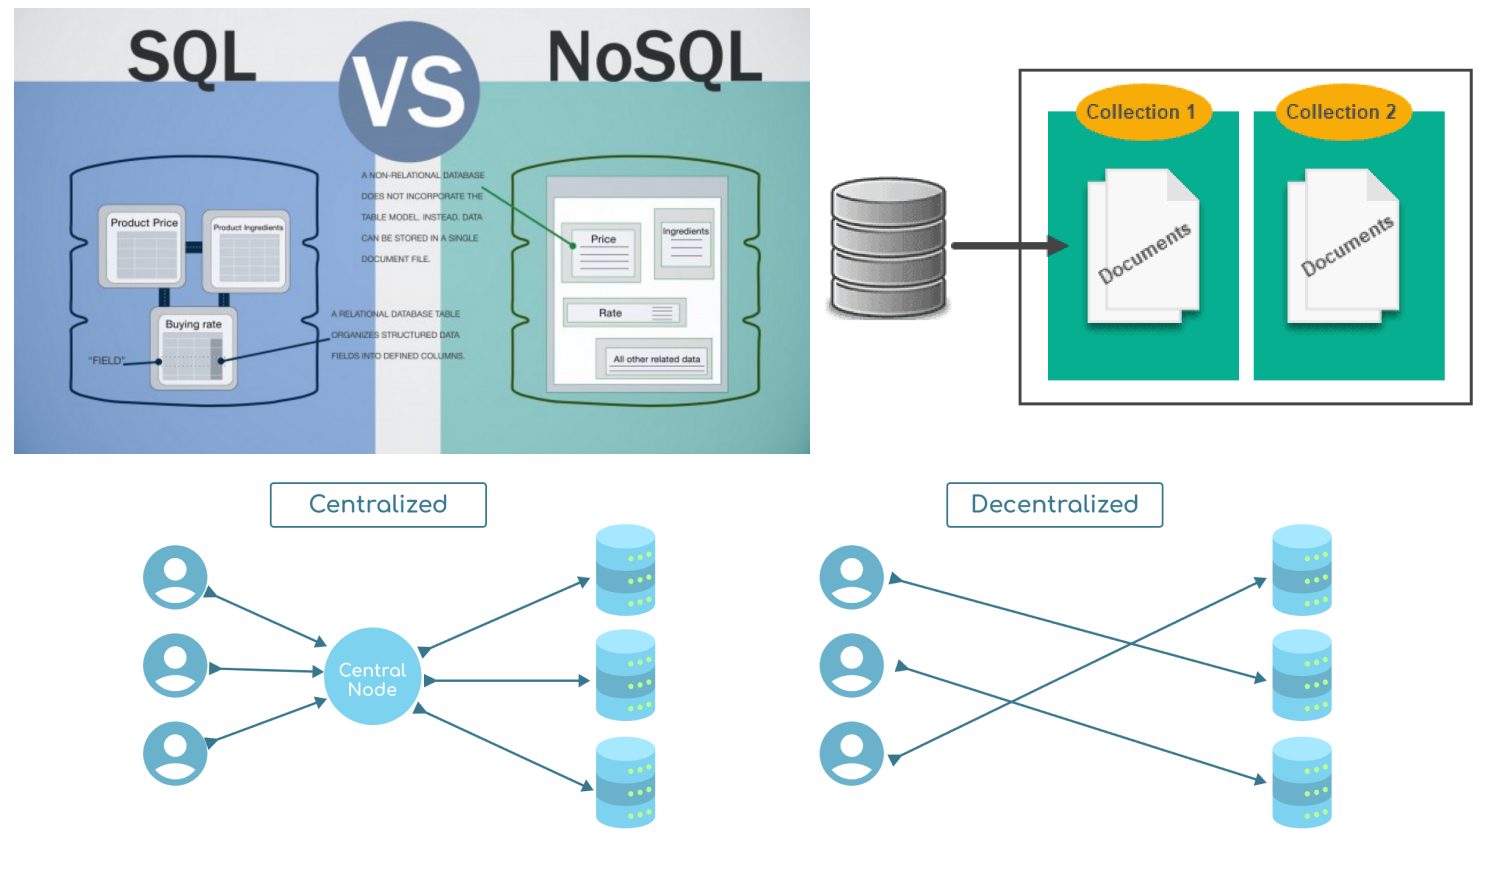 SQL
VS
NoSQL
A NON-RELATIONAL DATABASE
DOES NOT INCORPORATE THE
TABLE MODEL. INSTEAD. DATA
CAN BE STORED IN A SINGLE
DOCUMENT FILE.
Product Price
Product Ingredients
Buying rate
"FIELD"
A RELATIONAL DATABASE TABLE
ORGANIZES STRUCTURED DATA
FIELDS INTO DEFINED COLUMNS.
Price
Ingredients
Rate
All other related data
Collection 1
Collection 2
Documents
Documents
Centralized
Central
Node
Decentralized